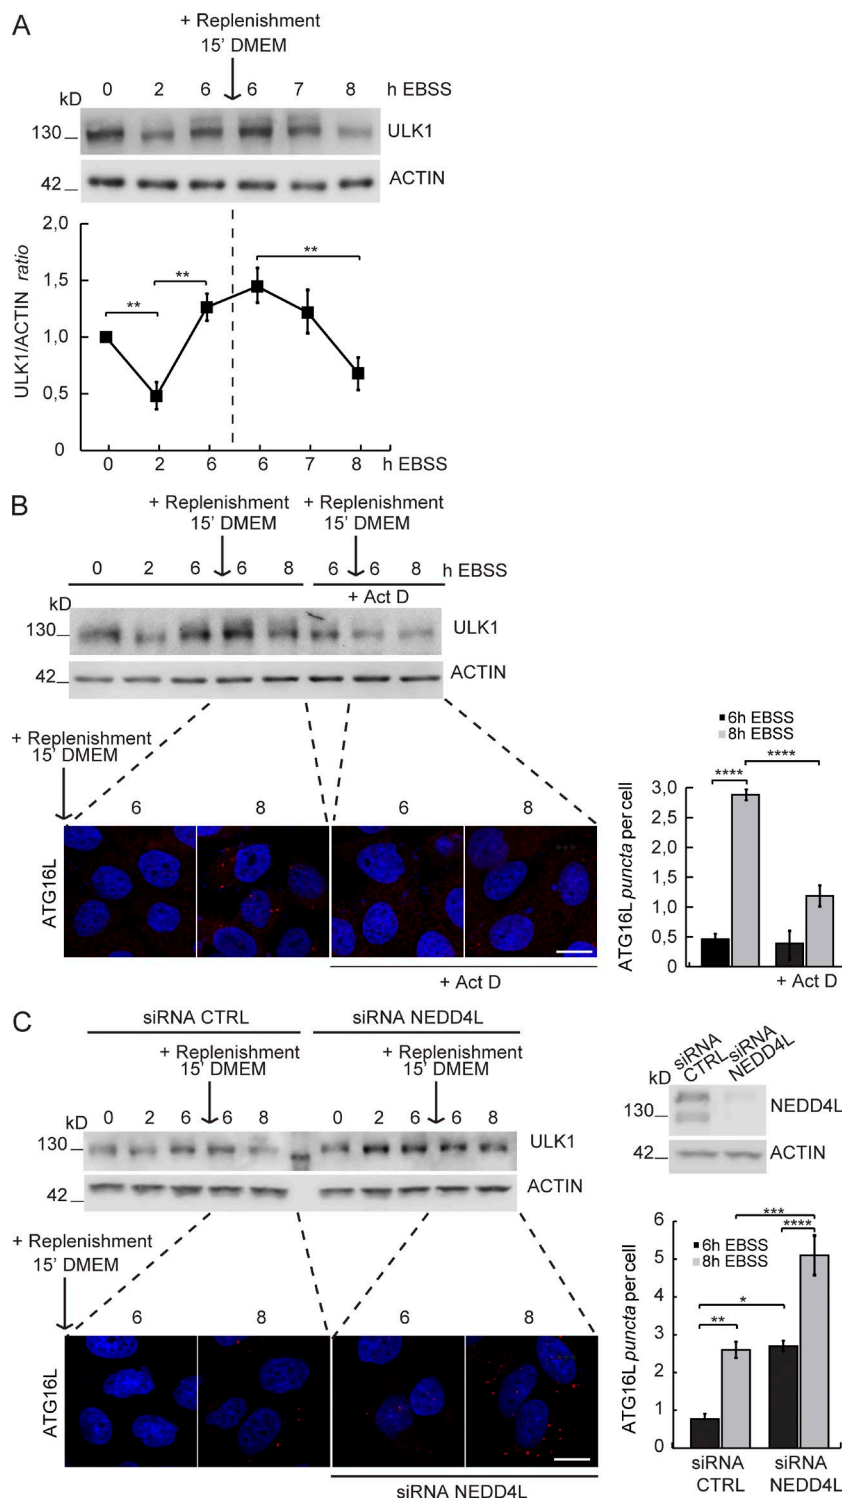 A
+ Replenishment
15' DMEM
0 2 6 6 7 8 h EBSS
kD
130 ULK1
42 ACTIN
2,0
1,5
1,0
0,5
0
ULK1/ACTIN ratio
** ** **
0 2 6 6 7 8 h EBSS
B
+ Replenishment + Replenishment
15' DMEM 15' DMEM
0 2 6 6 8 6 6 8 h EBSS
+ Act D
kD
130 ULK1
42 ACTIN
+ Replenishment
15' DMEM
6 8 6 8
ATG16L
+ Act D
6h EBSS
8h EBSS
**** ****
3,0
2,5
2,0
1,5
1,0
0,5
0
ATG16L puncta per cell
+ Act D
C
siRNA CTRL siRNA NEDD4L
+ Replenishment + Replenishment
15' DMEM 15' DMEM
0 2 6 6 8 0 2 6 6 8
kD
130 ULK1
42 ACTIN
siRNA CTRL
siRNA NEDD4L
kD
130 NEDD4L
42 ACTIN
+ Replenishment
15' DMEM
6 8 6 8
ATG16L
siRNA NEDD4L
6h EBSS
8h EBSS
*** **** * **
6
5
4
3
2
1
0
ATG16L puncta per cell
siRNA CTRL
siRNA NEDD4L